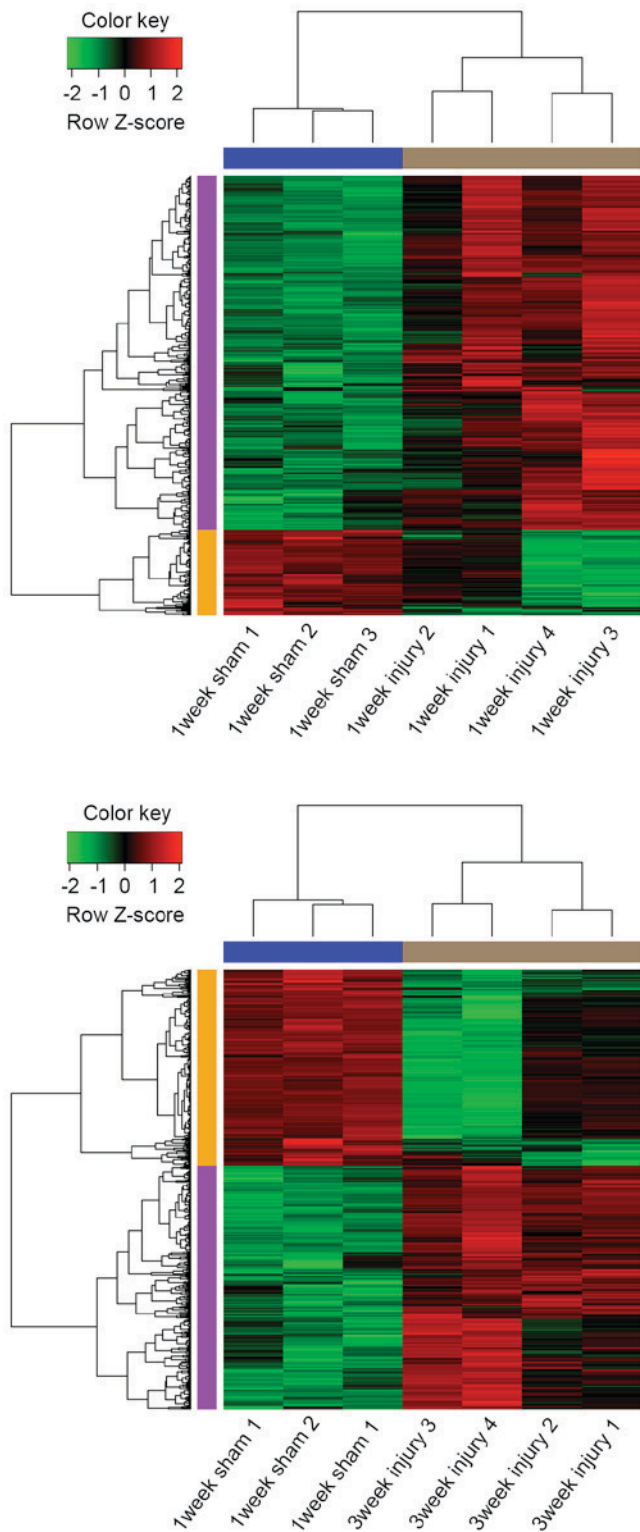 Color key
-2 -1 0 1 2
Row Z-score
1week sham 1
1week sham 2
1week sham 3
1week injury 2
1week injury 1
1week injury 4
1week injury 3
Color key
-2 -1 0 1 2
Row Z-score
1week sham 1
1week sham 2
1week sham 1
3week injury 3
3week injury 4
3week injury 2
3week injury 1